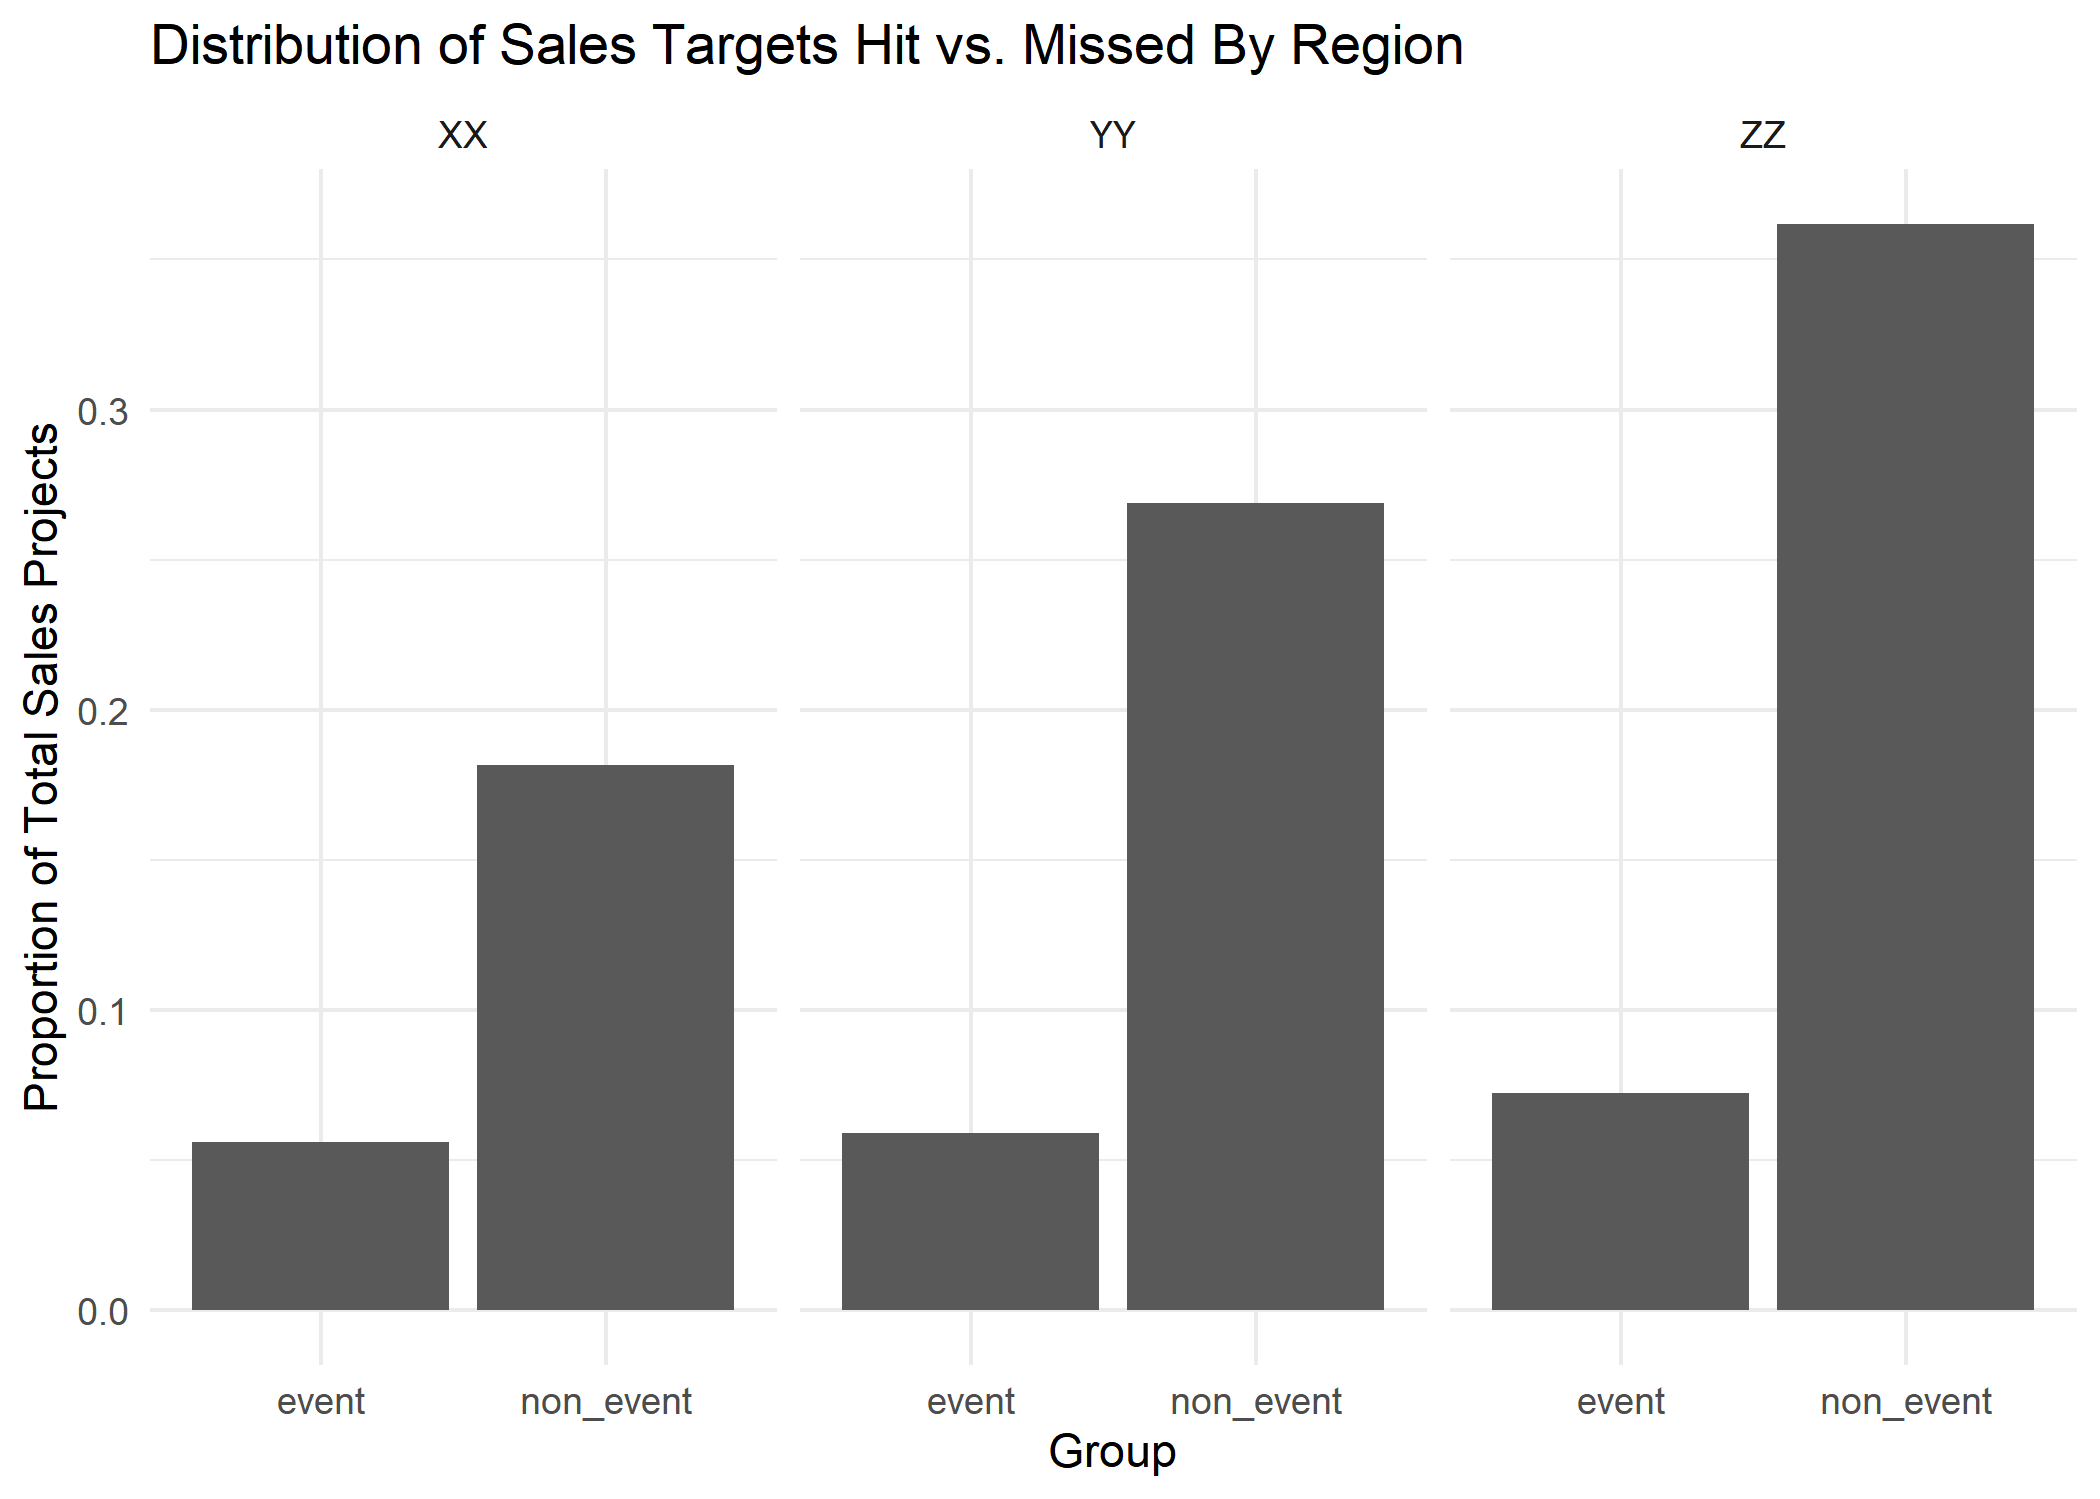 Distribution of Sales Targets Hit vs. Missed By Region
XX
YY
ZZ
Proportion of Total Sales Projects
0.3
0.2
0.1
0.0
event
non_event
event
non_event
event
non_event
Group